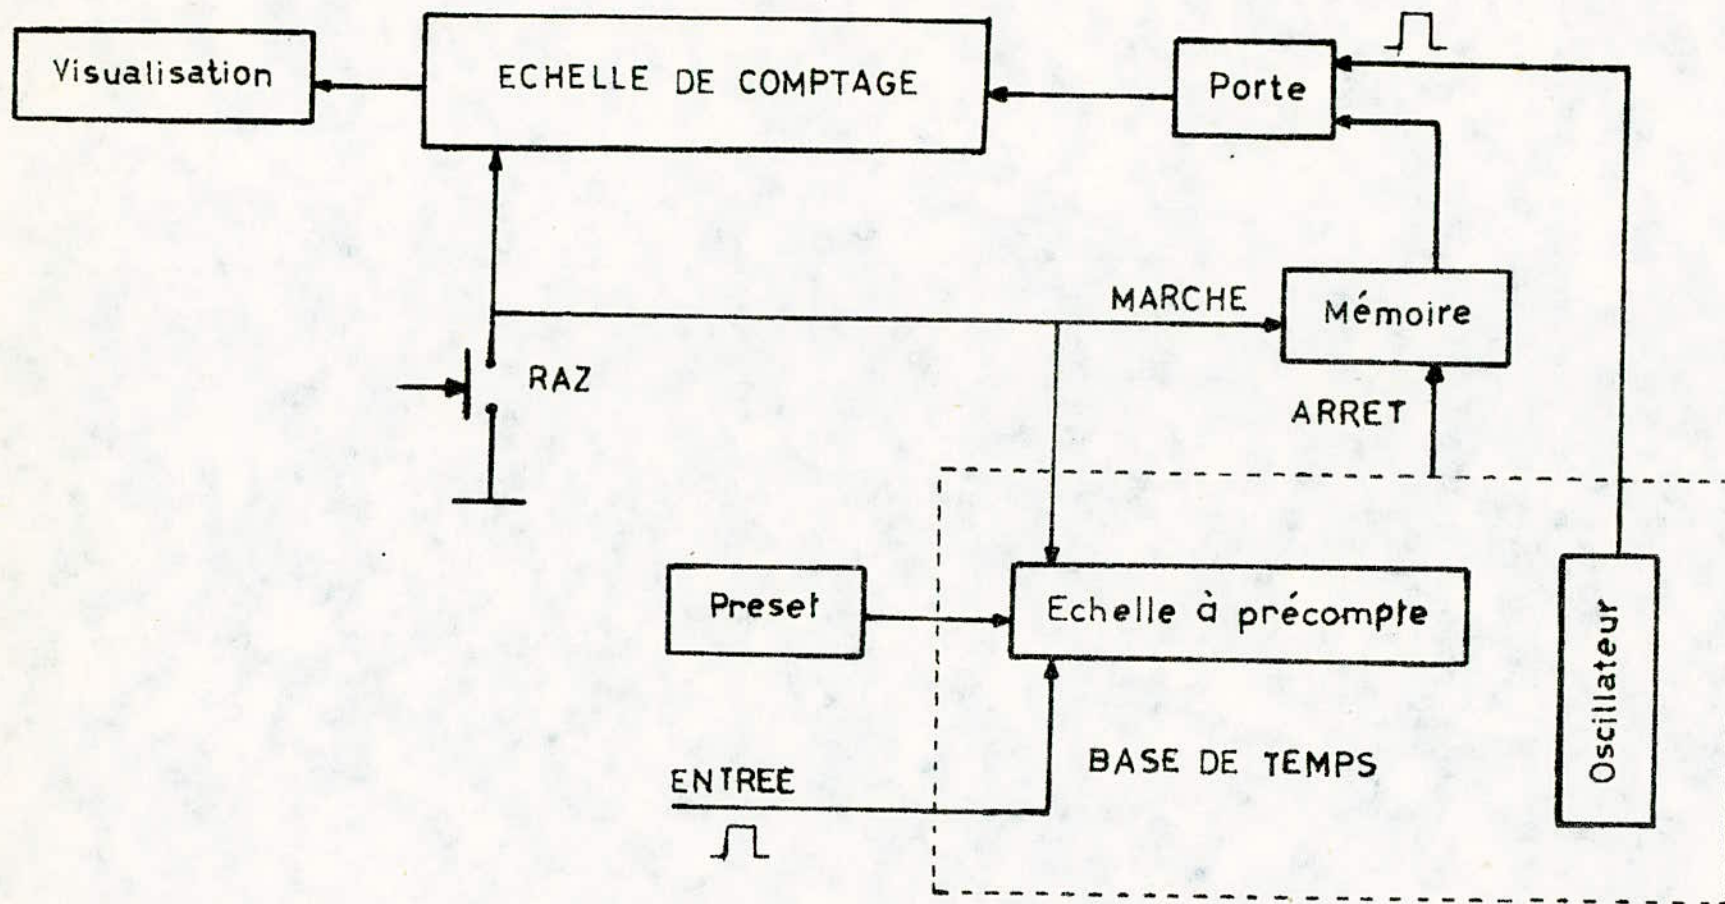 Visualisation
ECHELLE DE COMPTAGE
Porte
MARCHE
Mémoire
RAZ
ARRET
Preset
Echelle à précompte
Oscillateur
BASE DE TEMPS
ENTREE